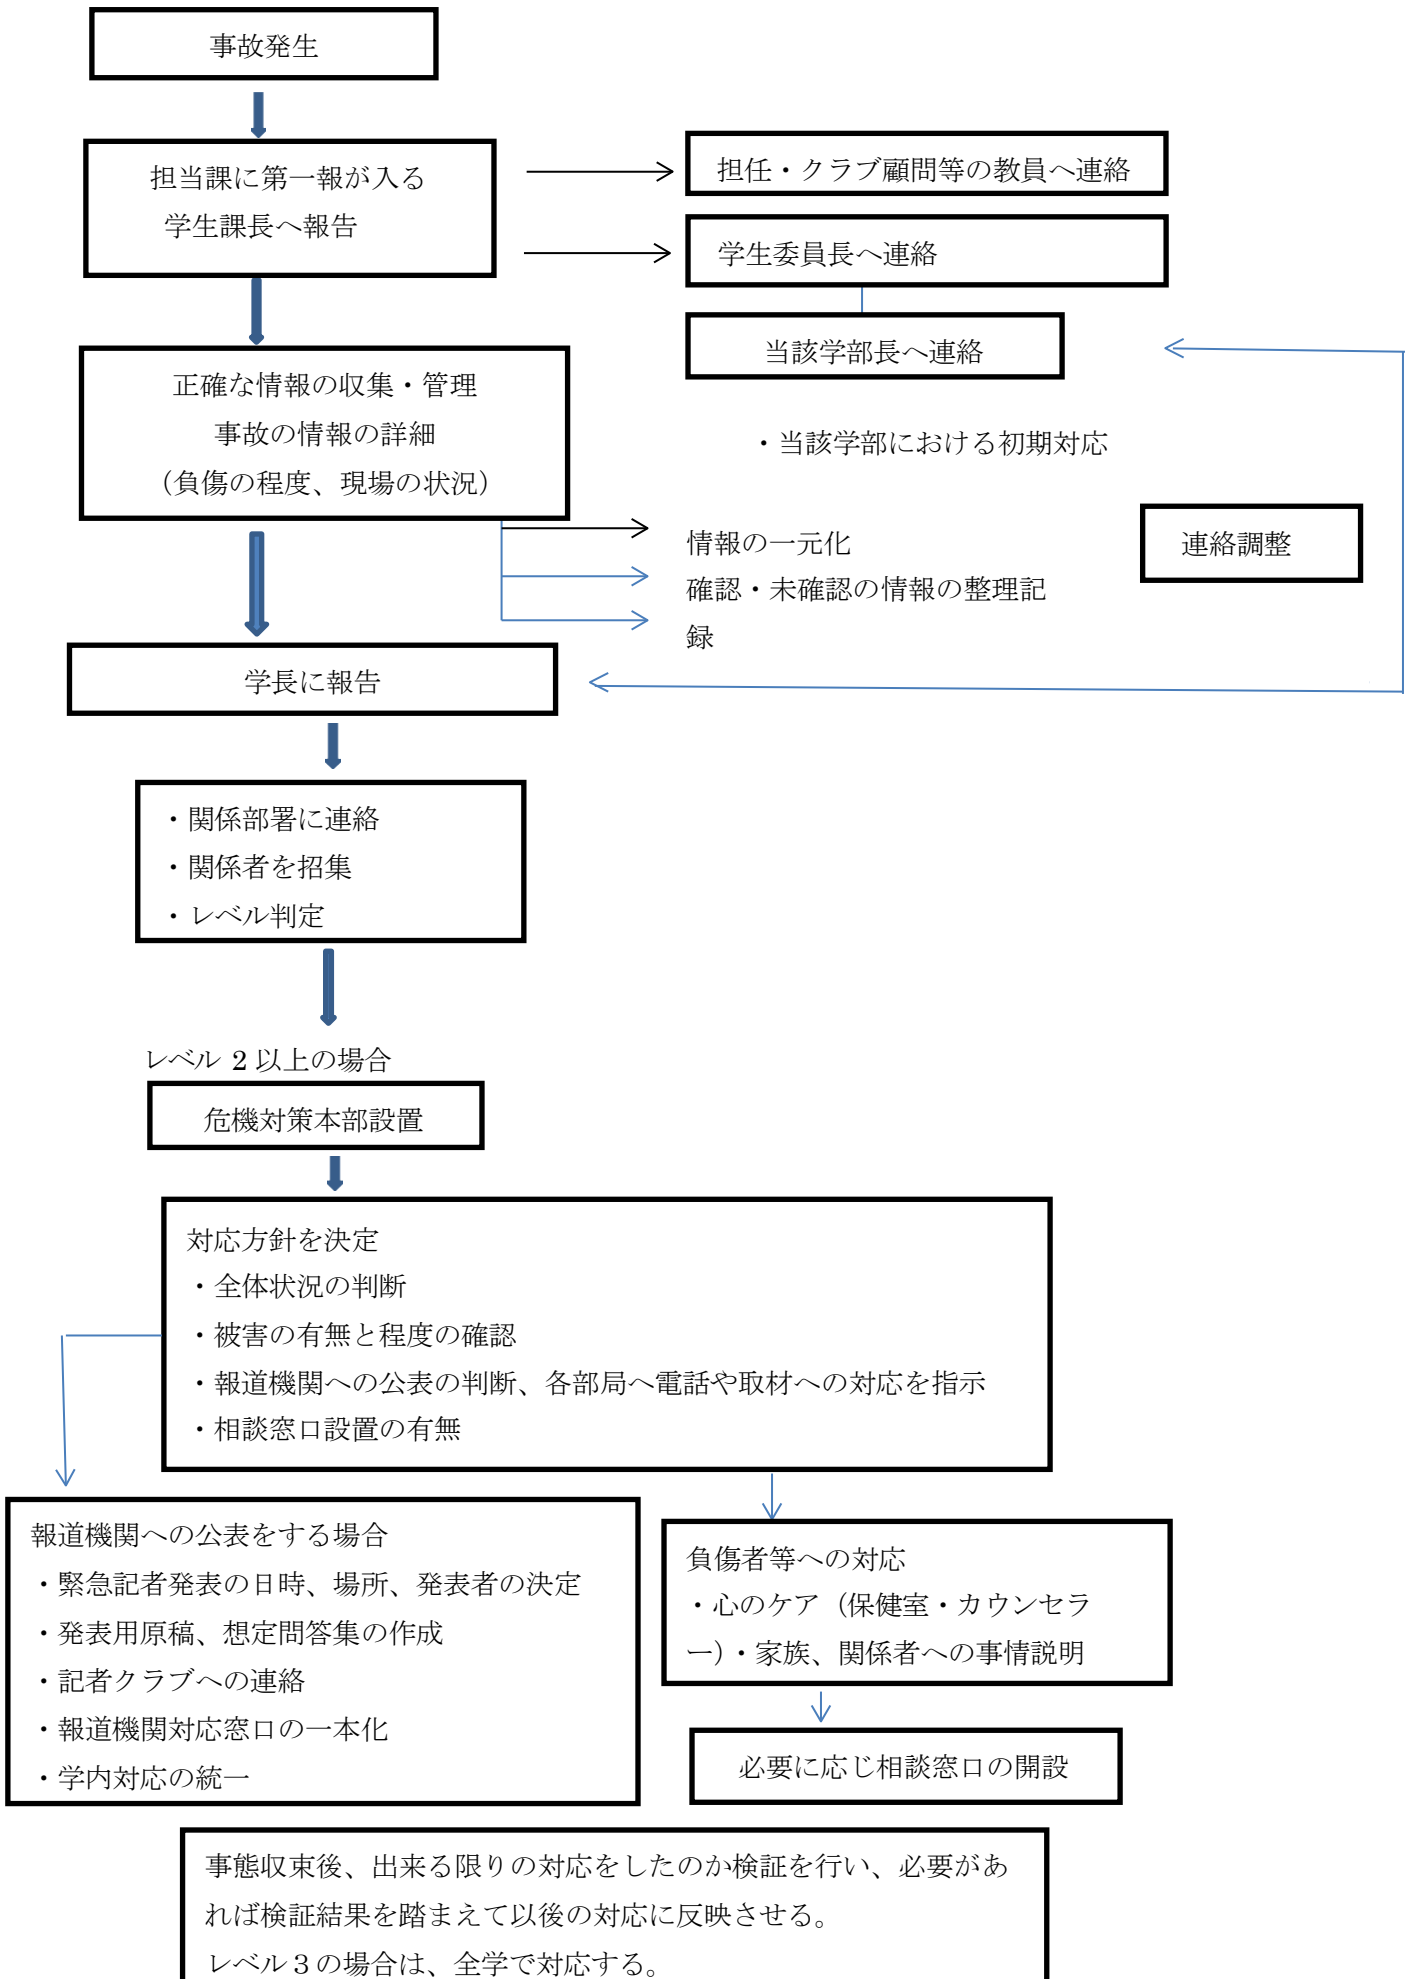 事故発生
担当課に第一報が入る
学生課長へ報告
担任・クラブ顧問等の教員へ連絡
学生委員長へ連絡
当該学部長へ連絡
・当該学部における初期対応
正確な情報の収集・管理
事故の情報の詳細
（負傷の程度、現場の状況）
情報の一元化
確認・未確認の情報の整理記
録
連絡調整
学長に報告
・関係部署に連絡
・関係者を招集
・レベル判定
レベル 2 以上の場合
危機対策本部設置
対応方針を決定
・全体状況の判断
・被害の有無と程度の確認
・報道機関への公表の判断、各部局へ電話や取材への対応を指示
・相談窓口設置の有無
報道機関への公表をする場合
・緊急記者発表の日時、場所、発表者の決定
・発表用原稿、想定問答集の作成
・記者クラブへの連絡
・報道機関対応窓口の一本化
・学内対応の統一
負傷者等への対応
・心のケア（保健室・カウンセラ
ー）・家族、関係者への事情説明
必要に応じ相談窓口の開設
事態収束後、出来る限りの対応をしたのか検証を行い、必要があ
れば検証結果を踏まえて以後の対応に反映させる。
レベル３の場合は、全学で対応する。